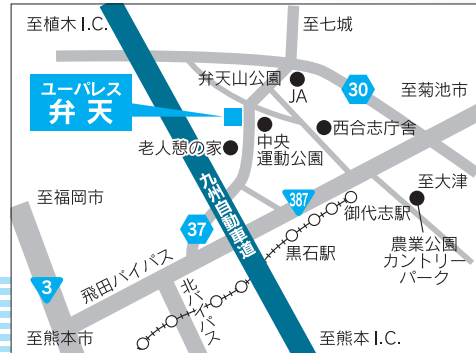 至植木 I.C.
至七城
弁天山公園
JA
30
至菊池市
ユーパレス
弁天
中央
運動公園
西合志庁舎
老人憩の家
至大津
至福岡市
九州自動車道
387
御代志駅
37
農業公園
カントリー
パーク
黒石駅
飛田バイパス
3
北バイパス
至熊本市
至熊本 I.C.